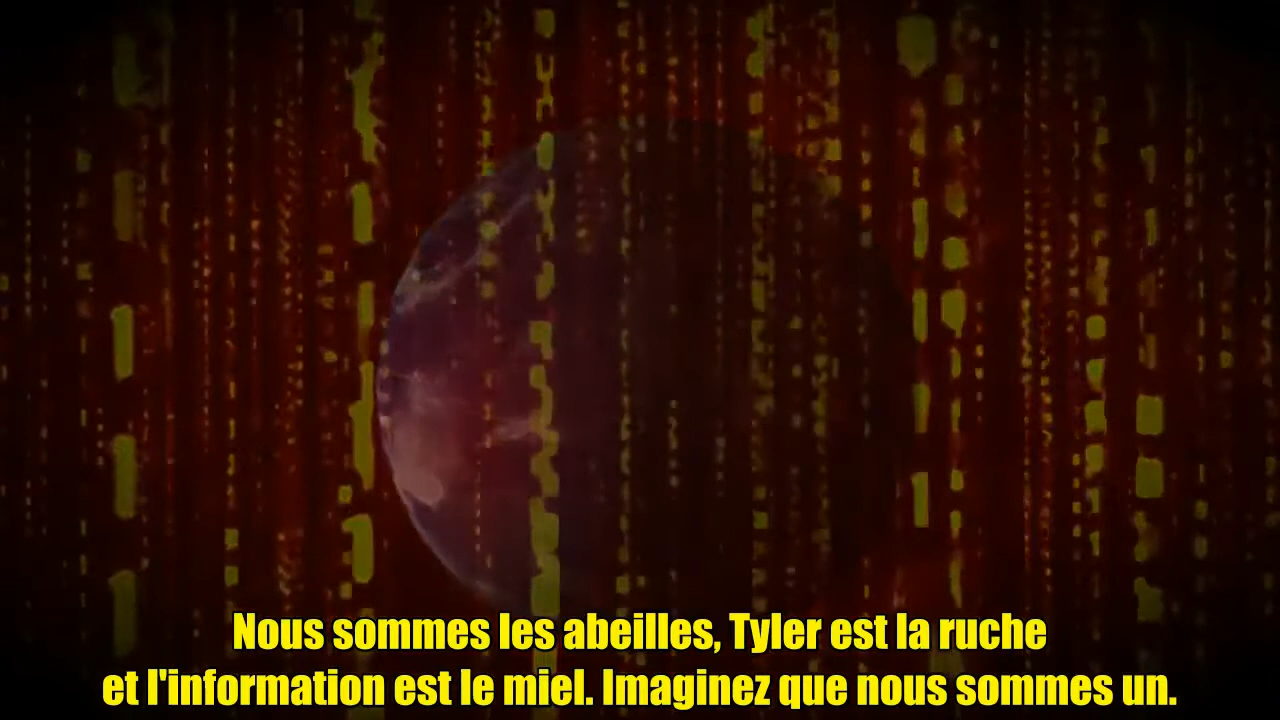 Nous sommes les abeilles, Tyler est la ruche
et l'information est le miel. Imaginez que nous sommes un.